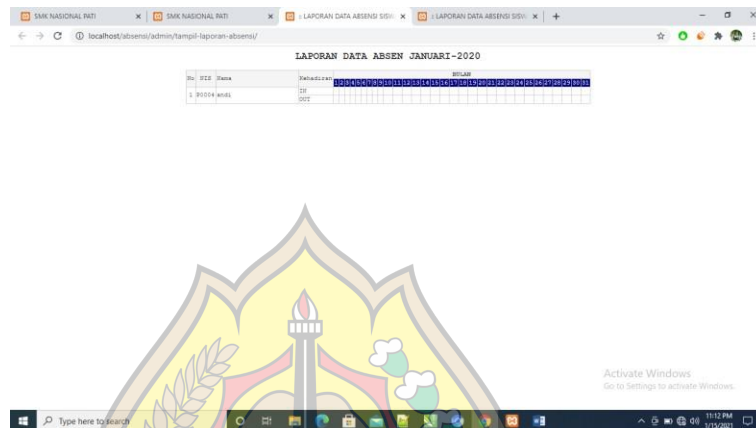 SMK NASIONAL PATI
SMK NASIONAL PATI
:: LAPORAN DATA ABSENSI SISW
:: LAPORAN DATA ABSENSI SISW
localhost/absensi/admin/tampil-laporan-absensi/
LAPORAN DATA ABSEN JANUARI-2020
No NIS Nama Kehadiran BULAN
1 2 3 4 5 6 7 8 9 10 11 12 13 14 15 16 17 18 19 20 21 22 23 24 25 26 27 28 29 30 31
1 andi IN
OUT
Activate Windows
Go to Settings to activate Windows.
Type here to search
11:12 PM
1/15/2021